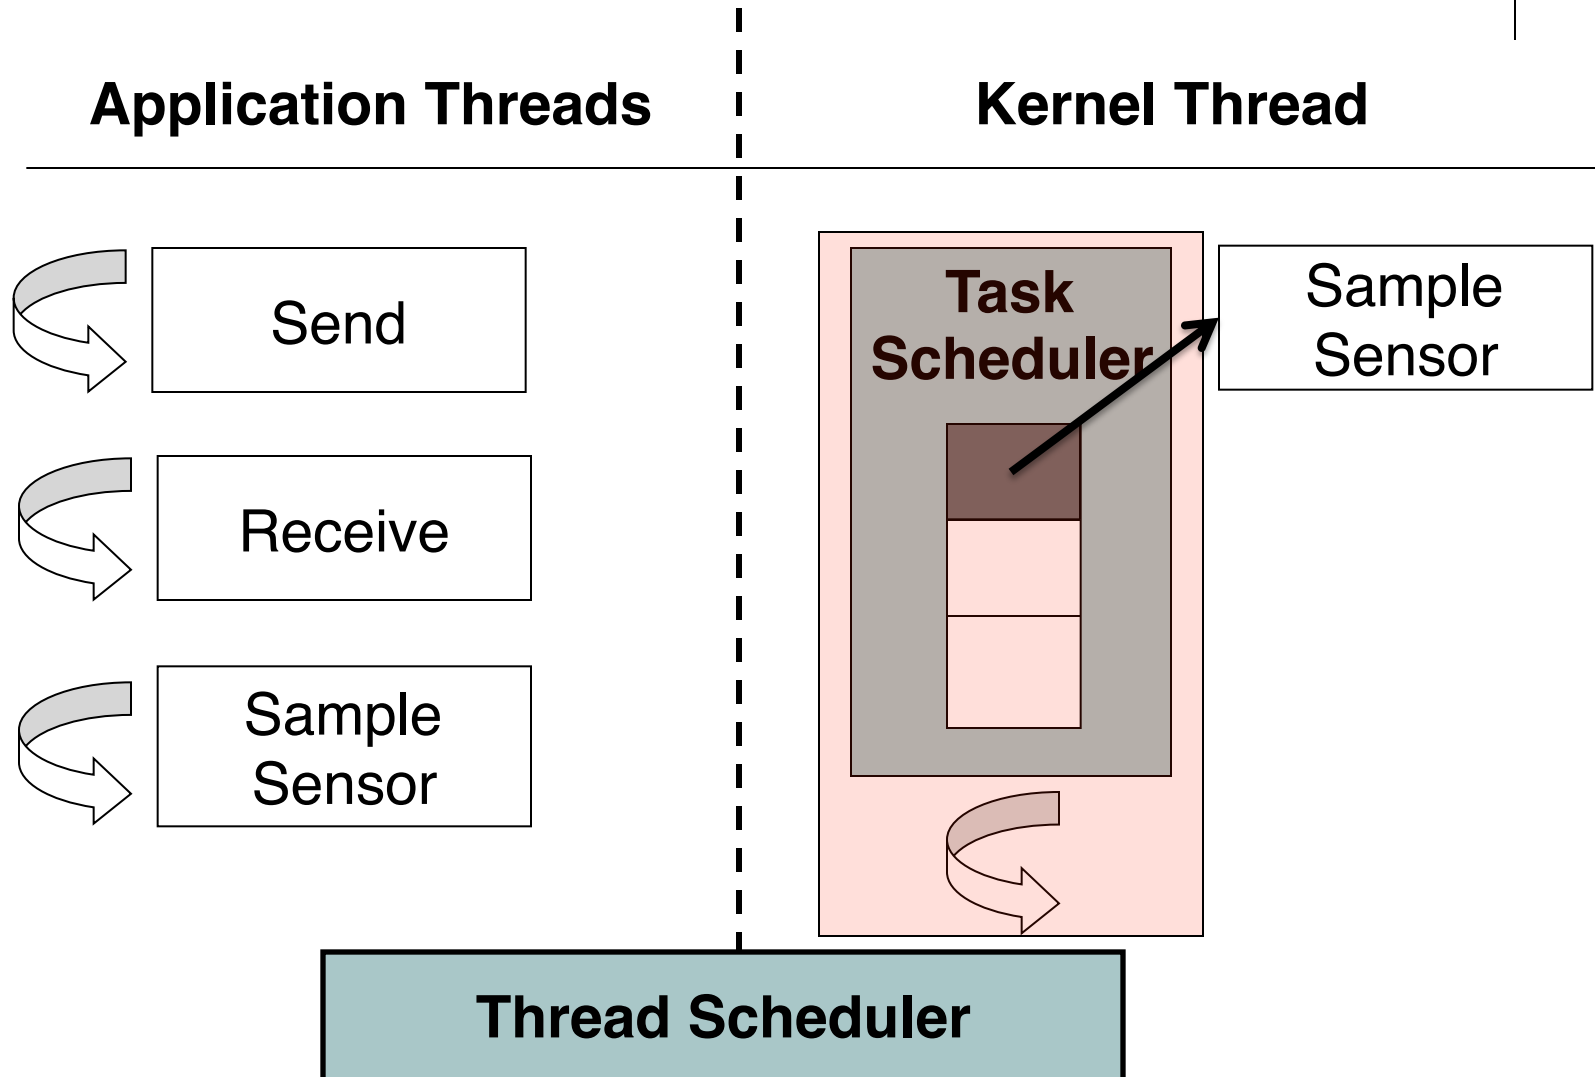 Application Threads
Kernel Thread
Send
Receive
Sample
Sensor
Task
Scheduler
Sample
Sensor
Thread Scheduler